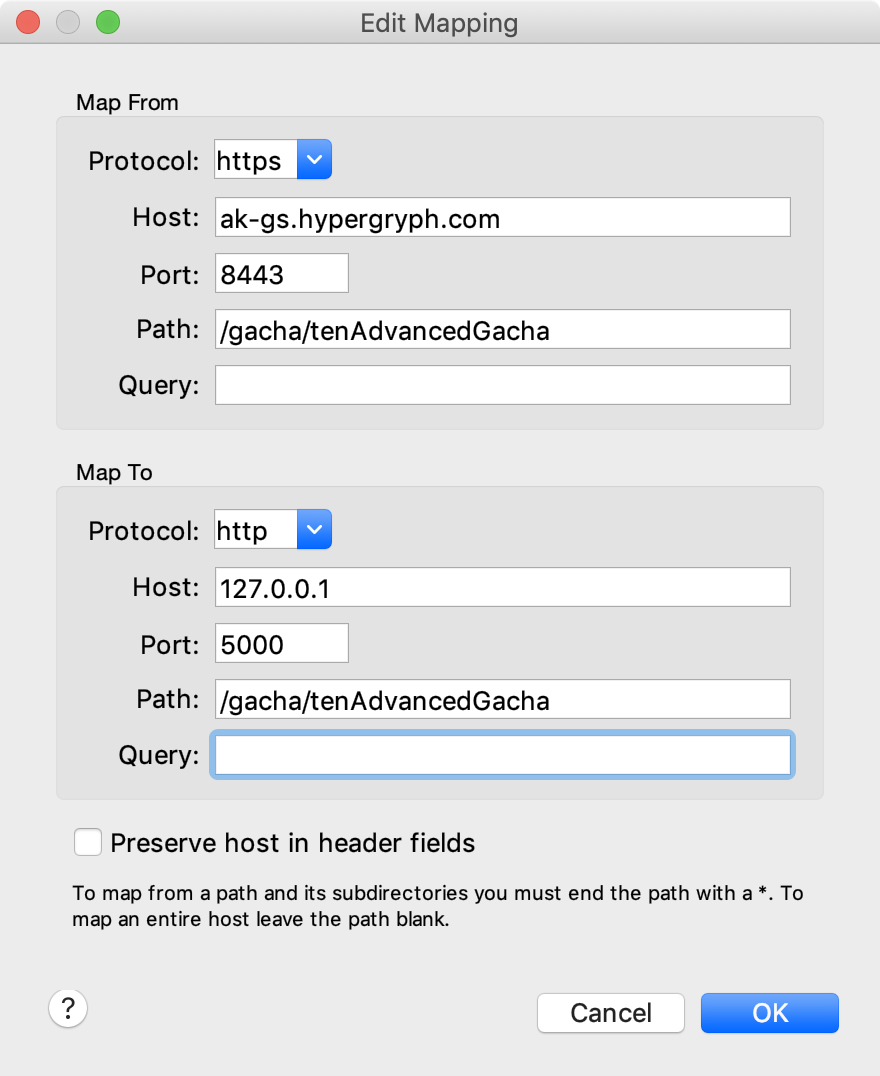 Edit Mapping
Map From
Protocol: https
Host: ak-gs.hypergryph.com
Port: 8443
Path: /gacha/tenAdvancedGacha
Query:
Map To
Protocol: http
Host: 127.0.0.1
Port: 5000
Path: /gacha/tenAdvancedGacha
Query:
Preserve host in header fields
To map from a path and its subdirectories you must end the path with a *. To
map an entire host leave the path blank.
? Cancel OK